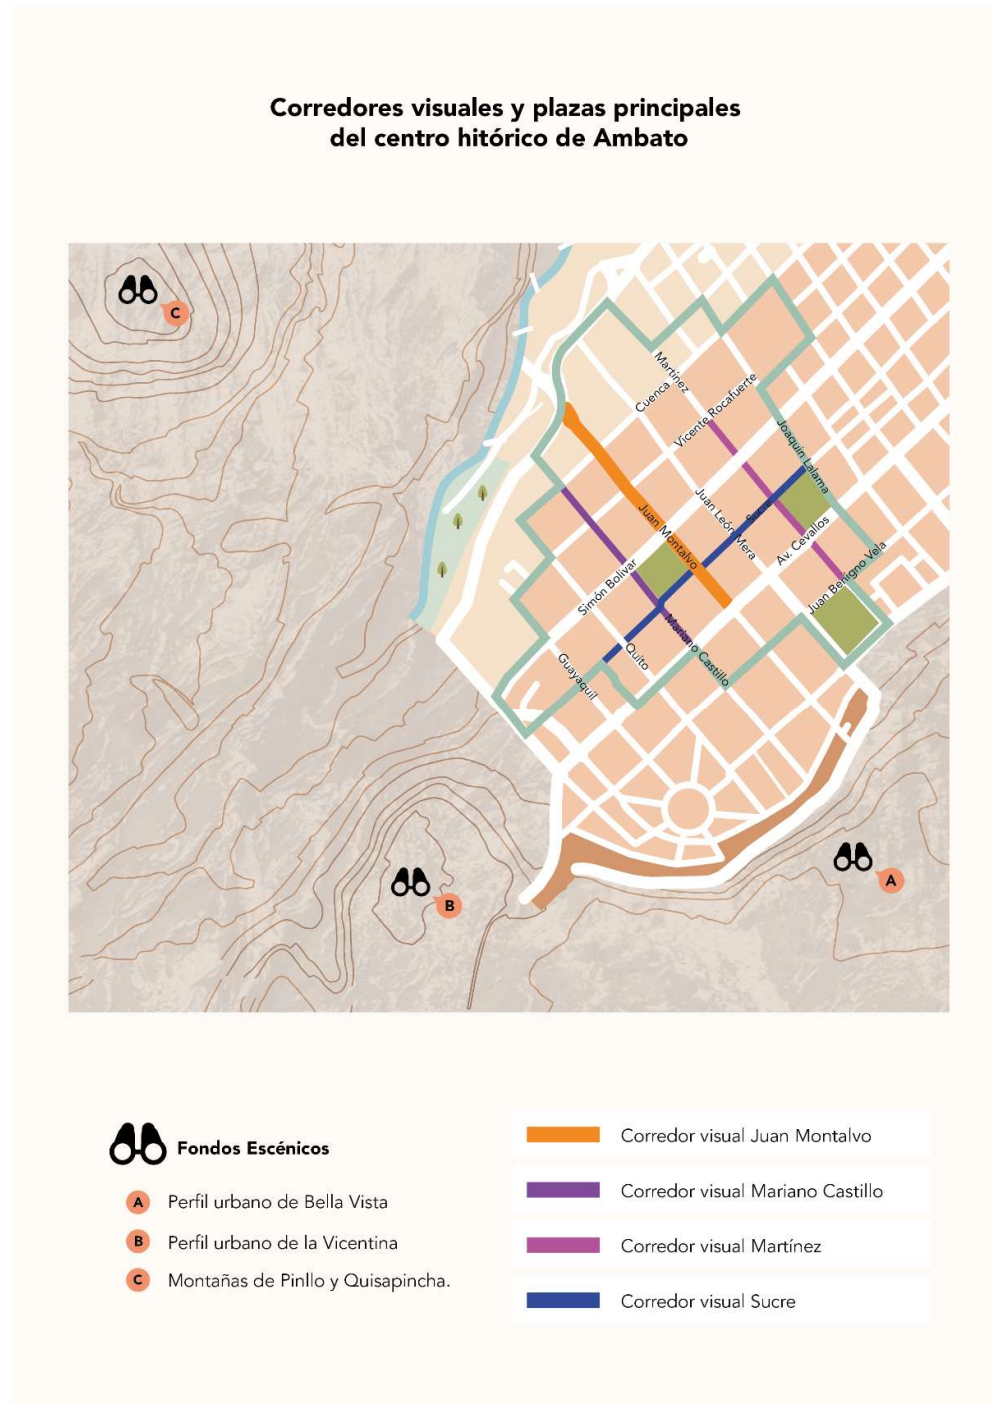 Corredores visuales y plazas principales
del centro hitórico de Ambato
C
Martínez
Cuenca
Vicente Rocafuerte
Joaquín Lalama
Juan León Mera
Sucre
Juan Montalvo
Av. Cevallos
Simón Bolívar
Juan Benigno Vela
Mariano Castillo
Quito
Guayaquil
A
B
Fondos Escénicos
A Perfil urbano de Bella Vista
B Perfil urbano de la Vicentina
C Montañas de Pinllo y Quisapincha.
Corredor visual Juan Montalvo
Corredor visual Mariano Castillo
Corredor visual Martínez
Corredor visual Sucre